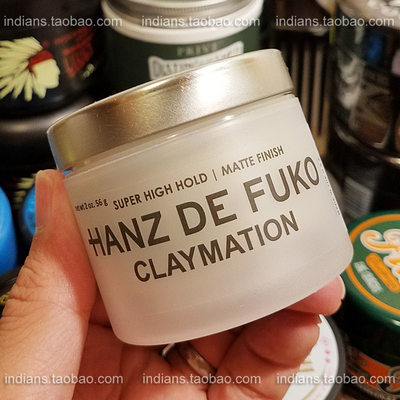 indians.taobao.com indians.taobao.com indians.taobao.com
PRIVÉ
net wt 2 oz. 56 g SUPER HIGH HOLD | MATTE FINISH
HANZ DE FUKO
CLAYMATION
indians.taobao.com indians.taobao.com indians.taobao.com